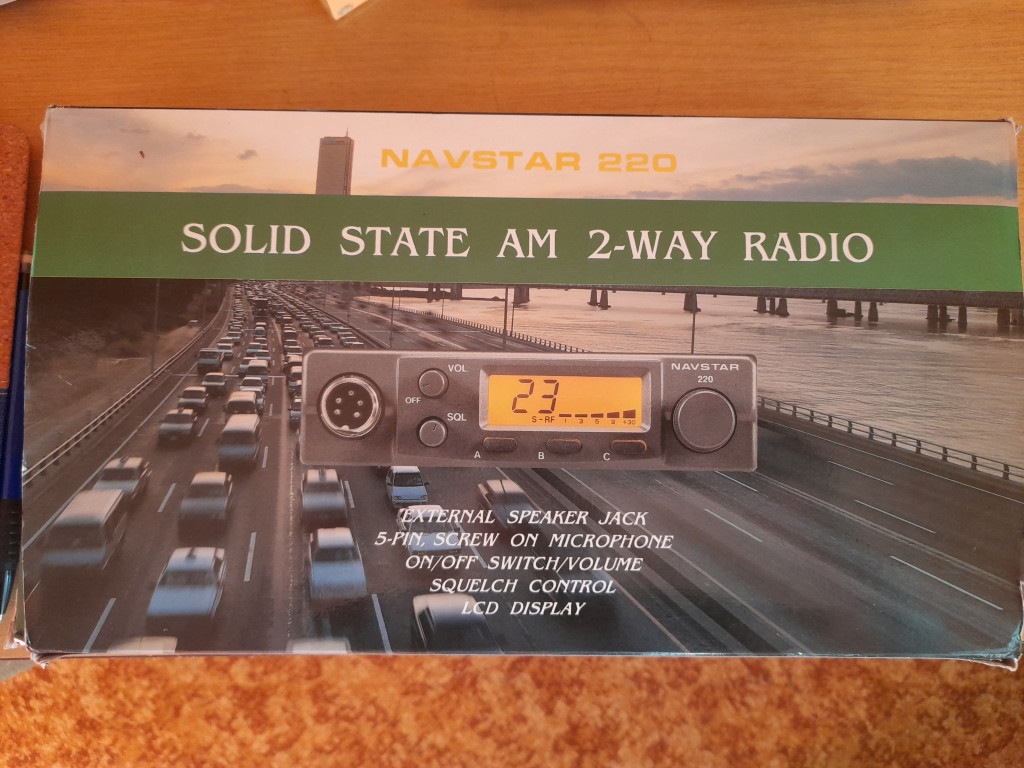 NAVSTAR 220
SOLID STATE AM 2-WAY RADIO
VOL
OFF
SQL
23
S-RF 1 3 5 9 +30
A B C
NAVSTAR
220
EXTERNAL SPEAKER JACK
5-PIN, SCREW ON MICROPHONE
ON/OFF SWITCH/VOLUME
SQUELCH CONTROL
LCD DISPLAY